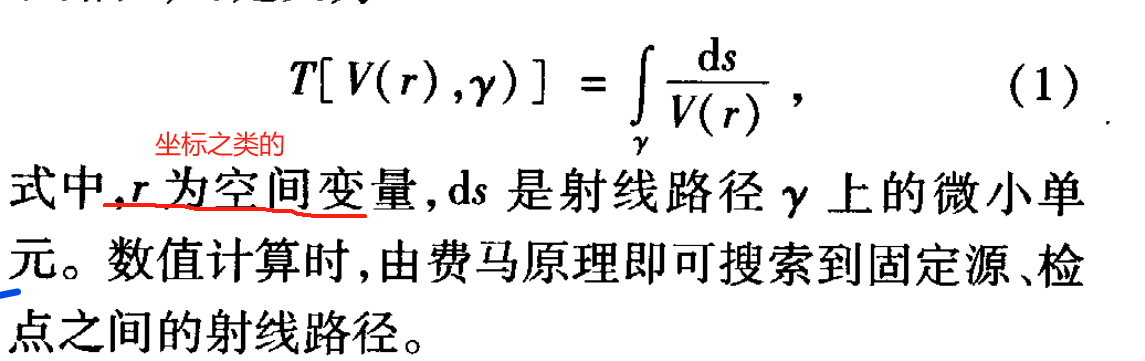 T[V(r),γ)] = ∫γ ds/V(r) , (1)
坐标之类的
式中,r 为空间变量,ds 是射线路径 γ 上的微小单
元。数值计算时,由费马原理即可搜索到固定源、检
点之间的射线路径。